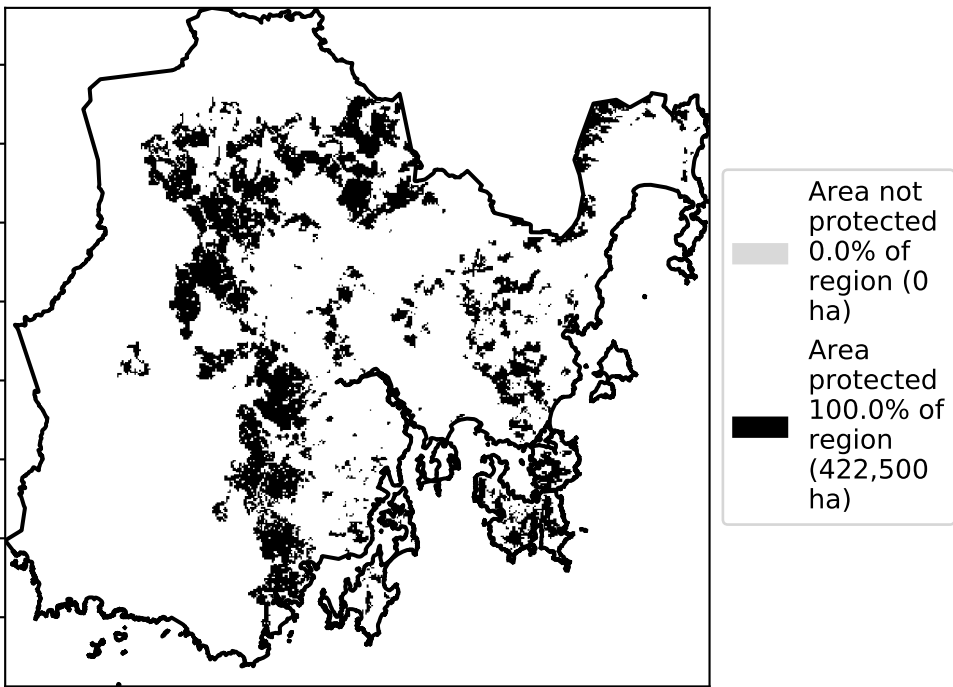 Area not
protected
0.0% of
region (0
ha)
Area
protected
100.0% of
region
(422,500
ha)